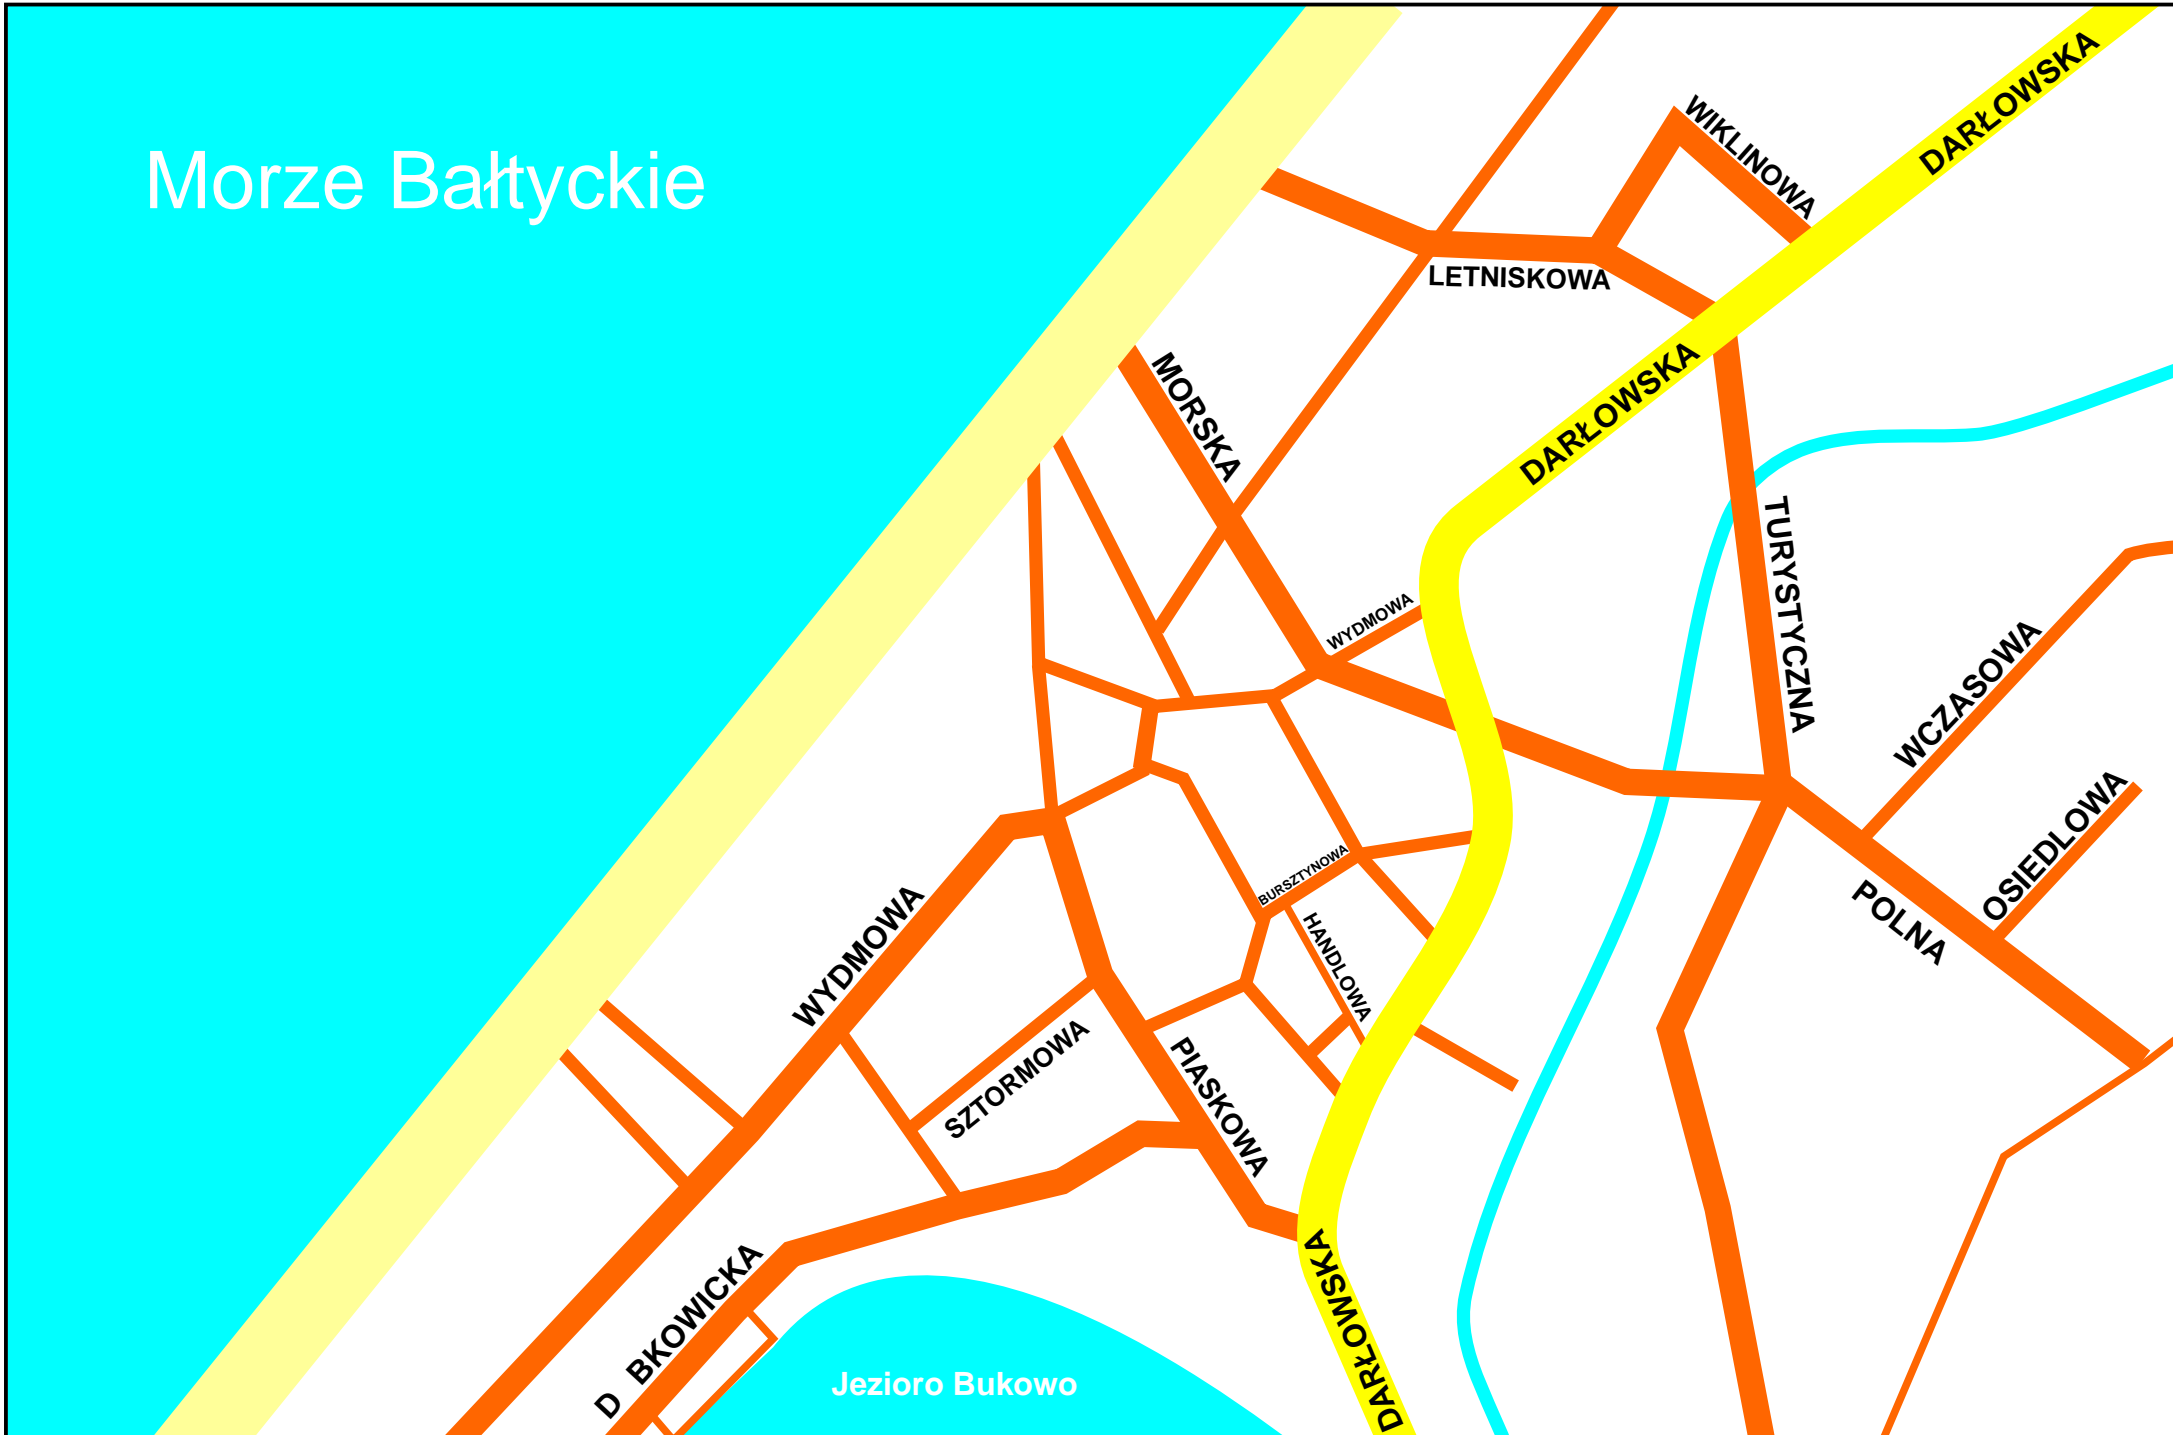 Morze Bałtyckie
DARŁOWSKA
WIKLINOWA
LETNISKOWA
MORSKA
DARŁOWSKA
TURYSTYCZNA
WYDMOWA
WCZASOWA
OSIEDLOWA
BURSZTYNOWA
POLNA
HANDLOWA
WYDMOWA
SZTORMOWA
PIASKOWA
D BKOWICKA
DARŁOWSKA
Jezioro Bukowo